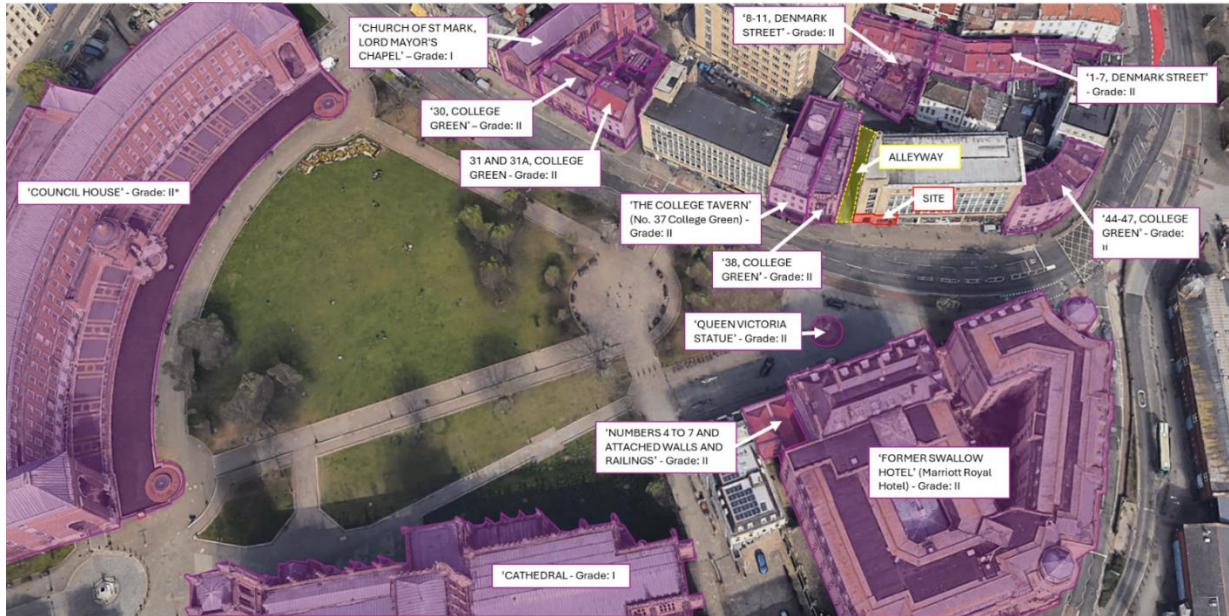 'CHURCH OF ST MARK,
LORD MAYOR'S
CHAPEL' – Grade: I
'8-11, DENMARK
STREET' - Grade: II
'1-7, DENMARK STREET'
- Grade: II
'30, COLLEGE
GREEN' – Grade: II
31 AND 31A, COLLEGE
GREEN - Grade: II
ALLEYWAY
'COUNCIL HOUSE' - Grade: II*
SITE
'THE COLLEGE TAVERN'
(No. 37 College Green) -
Grade: II
'44-47, COLLEGE
GREEN' - Grade:
II
'38, COLLEGE
GREEN' - Grade: II
'QUEEN VICTORIA
STATUE' - Grade: II
'NUMBERS 4 TO 7 AND
ATTACHED WALLS AND
RAILINGS' - Grade: II
'FORMER SWALLOW
HOTEL' (Marriott Royal
Hotel) - Grade: II
'CATHEDRAL - Grade: I